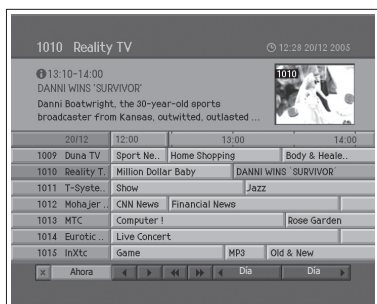 1010 Reality TV 12:28 20/12 2005
13:10-14:00
1010
DANNI WINS 'SURVIVOR'
Danni Boatwright, the 30-year-old sports
broadcaster from Kansas, outwitted, outlasted ...
20/12 12:00 13:00 14:00
1009 Duna TV Sport Ne.. Home Shopping Body & Heale..
1010 Reality T. Million Dollar Baby DANNI WINS 'SURVIVOR'
1011 T-Syste.. Show Jazz
1012 Mohajer .. CNN News Financial News
1013 MTC Computer ! Rose Garden
1014 Eurotic .. Live Concert
1015 InXtc Game MP3 Old & New
x Ahora Día Día